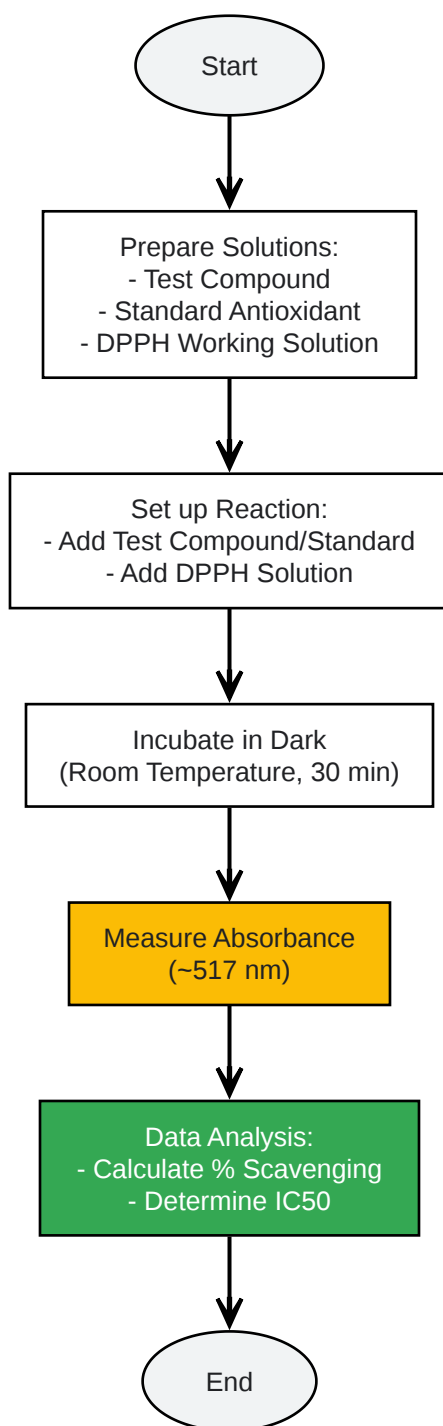 Start
Prepare Solutions:
- Test Compound
- Standard Antioxidant
- DPPH Working Solution
Set up Reaction:
- Add Test Compound/Standard
- Add DPPH Solution
Incubate in Dark
(Room Temperature, 30 min)
Measure Absorbance
(~517 nm)
Data Analysis:
- Calculate % Scavenging
- Determine IC50
End